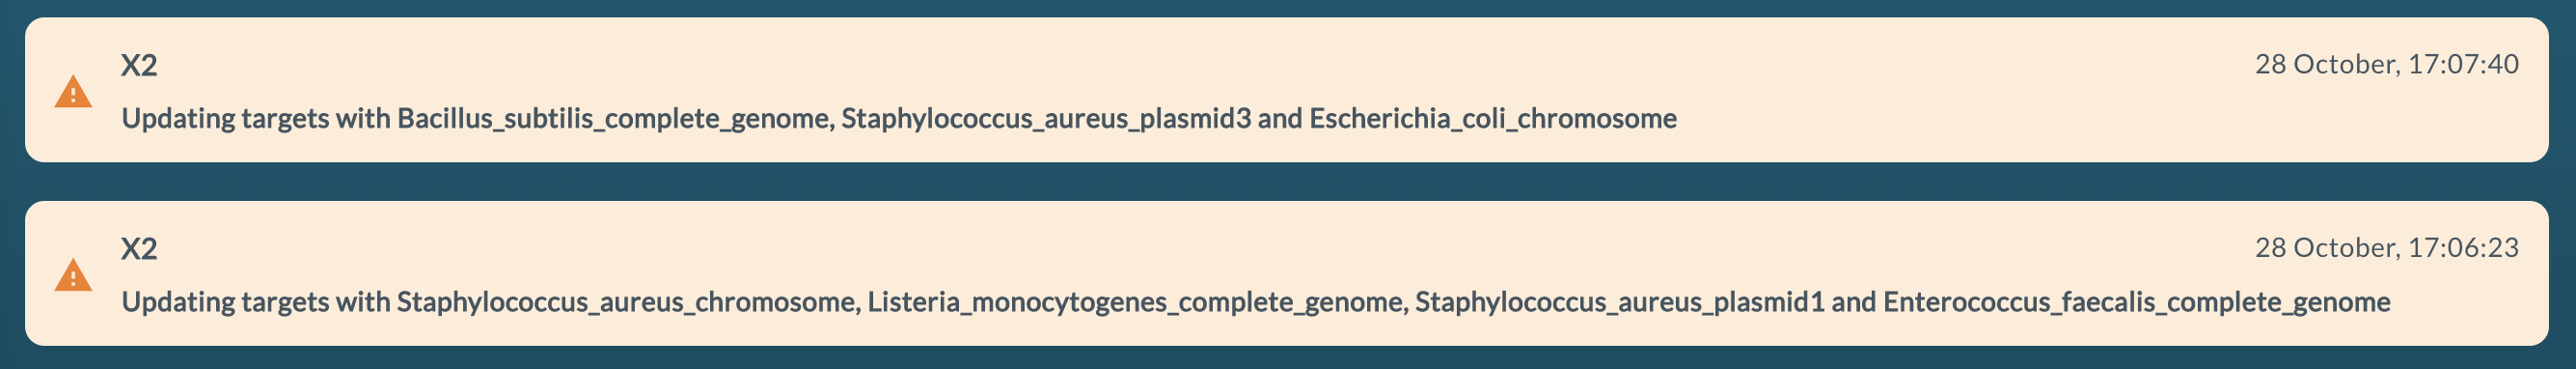 X2
28 October, 17:07:40
Updating targets with Bacillus_subtilis_complete_genome, Staphylococcus_aureus_plasmid3 and Escherichia_coli_chromosome
X2
28 October, 17:06:23
Updating targets with Staphylococcus_aureus_chromosome, Listeria_monocytogenes_complete_genome, Staphylococcus_aureus_plasmid1 and Enterococcus_faecalis_complete_genome